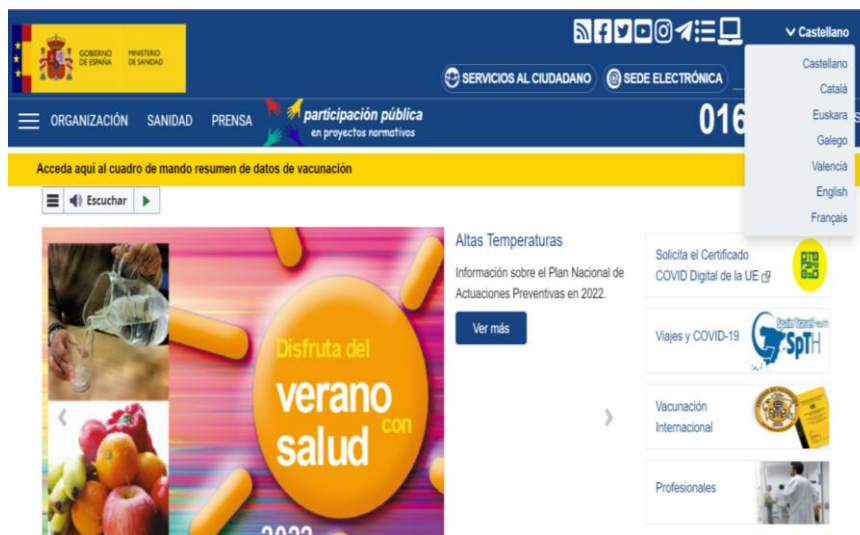 GOBIERNO DE ESPAÑA
MINISTERIO DE SANIDAD
Castellano
Castellano
Català
Euskara
Galego
Valencià
English
Français
SERVICIOS AL CIUDADANO
SEDE ELECTRÓNICA
ORGANIZACIÓN SANIDAD PRENSA
participación pública
en proyectos normativos
016
S
Acceda aquí al cuadro de mando resumen de datos de vacunación
Escuchar
Disfruta del
verano
con
salud
2022
Altas Temperaturas
Información sobre el Plan Nacional de
Actuaciones Preventivas en 2022.
Ver más
Solicita el Certificado
COVID Digital de la UE
Viajes y COVID-19
Spain Travel
SpTH
Vacunación
Internacional
Profesionales